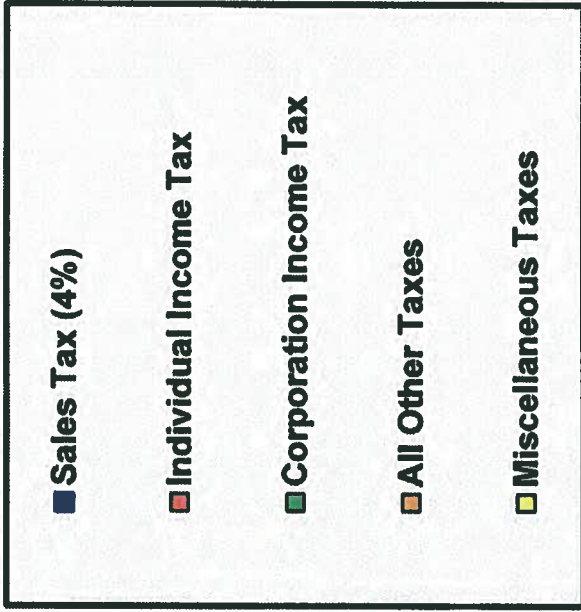 Sales Tax (4%)
Individual Income Tax
Corporation Income Tax
All Other Taxes
Miscellaneous Taxes